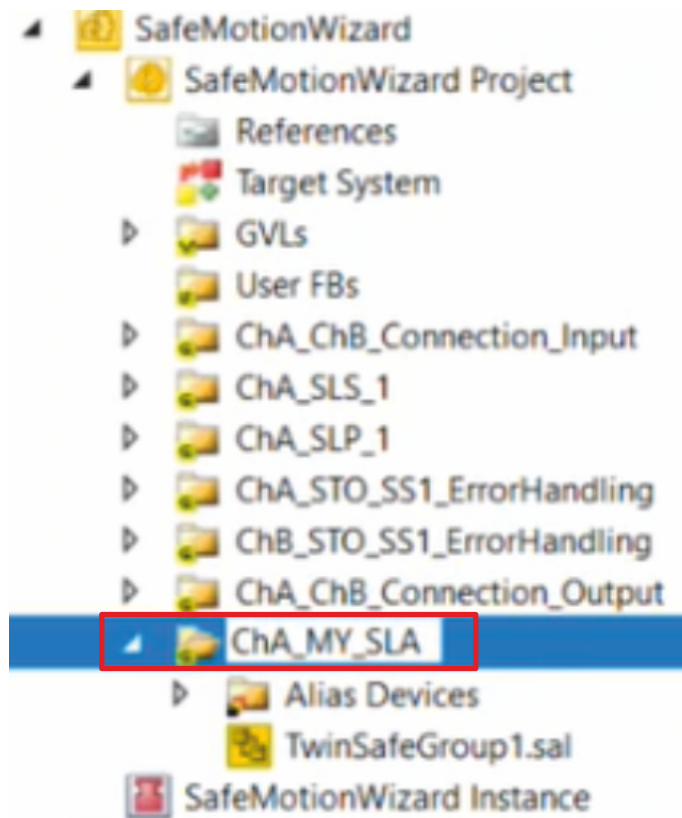 SafeMotionWizard
SafeMotionWizard Project
References
Target System
GVLs
User FBs
ChA_ChB_Connection_Input
ChA_SLS_1
ChA_SLP_1
ChA_STO_SS1_ErrorHandling
ChB_STO_SS1_ErrorHandling
ChA_ChB_Connection_Output
ChA_MY_SLA
Alias Devices
TwinSafeGroup1.sal
SafeMotionWizard Instance